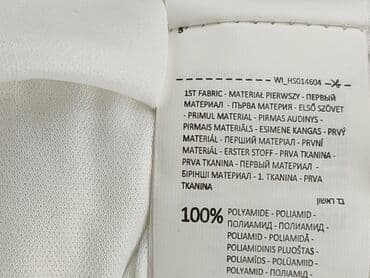 5
WI_HS014604
1ST FABRIC - MATERIAŁ PIERWSZY - ПЕРВЫЙ
МАТЕРИАЛ - ПЪРВА МАТЕРИЯ - ELSŐ SZÖVET
- PRIMUL MATERIAL - PIRMAS AUDINYS -
PIRMAIS MATERIĀLS - ESIMENE KANGAS - PRVÝ
MATERIÁL - ПЕРШИЙ МАТЕРІАЛ - PRVNÍ
MATERIÁL - ERSTER STOFF - PRVA TKANINA -
PRVA TKANINA - ПЕРВЫЙ МАТЕРИАЛ -
БІРІНШІ МАТЕРИАЛ - 1. TKANINA - PRVA
TKANINA
בד ראשון
100% POLYAMIDE - POLIAMID -
ПОЛИАМИД - ПОЛИАМИД -
POLIAMID - POLIAMIDĂ -
POLIAMIDINIS PLUOŠTAS -
POLIAMĪDS - POLÜAMIID -
POLYAMID - ПОЛІАМІД -